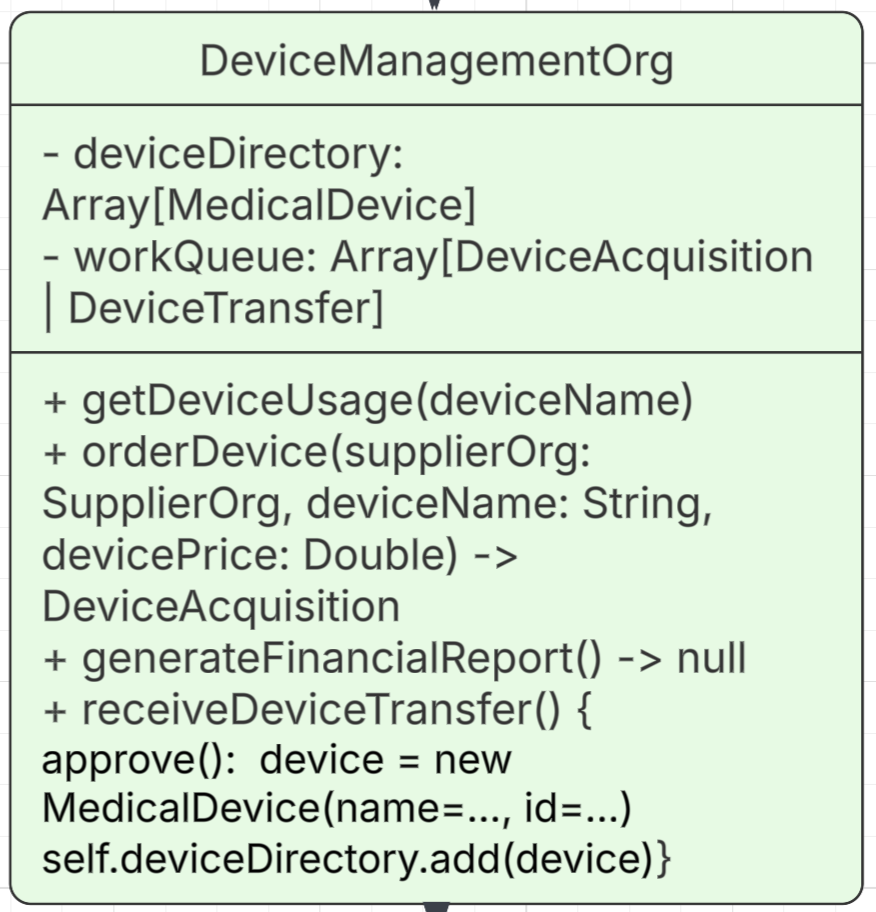 DeviceManagementOrg
- deviceDirectory:
Array[MedicalDevice]
- workQueue: Array[DeviceAcquisition
| DeviceTransfer]
+ getDeviceUsage(deviceName)
+ orderDevice(supplierOrg:
SupplierOrg, deviceName: String,
devicePrice: Double) ->
DeviceAcquisition
+ generateFinancialReport() -> null
+ receiveDeviceTransfer() {
approve():  device = new
MedicalDevice(name=..., id=...)
self.deviceDirectory.add(device)}